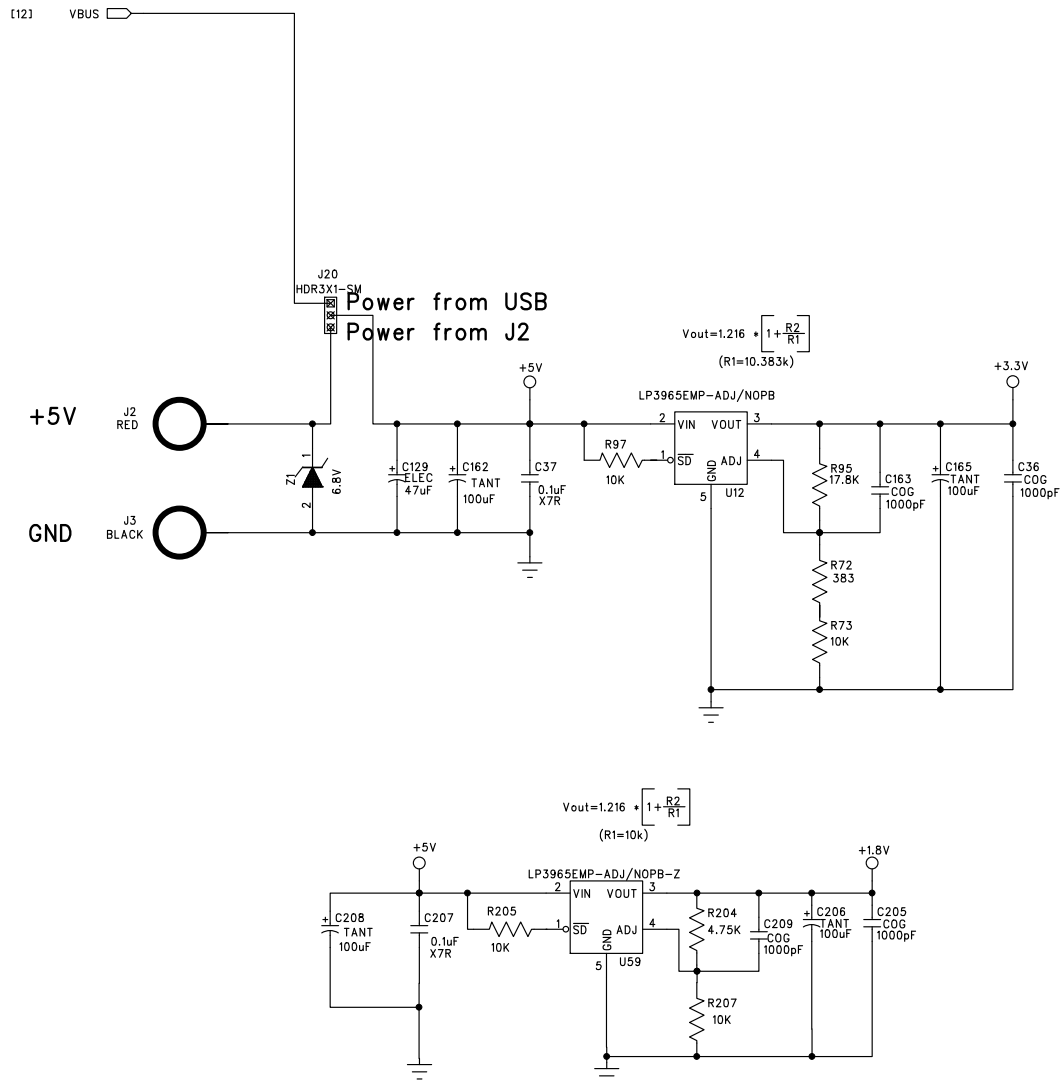 [12] VBUS
J20
HDR3X1-SM
Power from USB
Power from J2
Vout=1.216 * [1+R2/R1]
(R1=10.383k)
+5V
+3.3V
LP3965EMP-ADJ/NOPB
+5V
J2
RED
2 VIN VOUT 3
R97
10K
1 SD ADJ 4
GND
5
U12
Z1
1
2
6.8V
+ C129
ELEC
47uF
+ C162
TANT
100uF
C37
0.1uF
X7R
R95
17.8K
C163
COG
1000pF
+ C165
TANT
100uF
C36
COG
1000pF
GND
J3
BLACK
R72
383
R73
10K
Vout=1.216 * [1+R2/R1]
(R1=10k)
+5V
+1.8V
LP3965EMP-ADJ/NOPB-Z
2 VIN VOUT 3
+ C208
TANT
100uF
C207
0.1uF
X7R
R205
10K
1 SD ADJ 4
GND
5
U59
R204
4.75K
C209
COG
1000pF
+ C206
TANT
100uF
C205
COG
1000pF
R207
10K